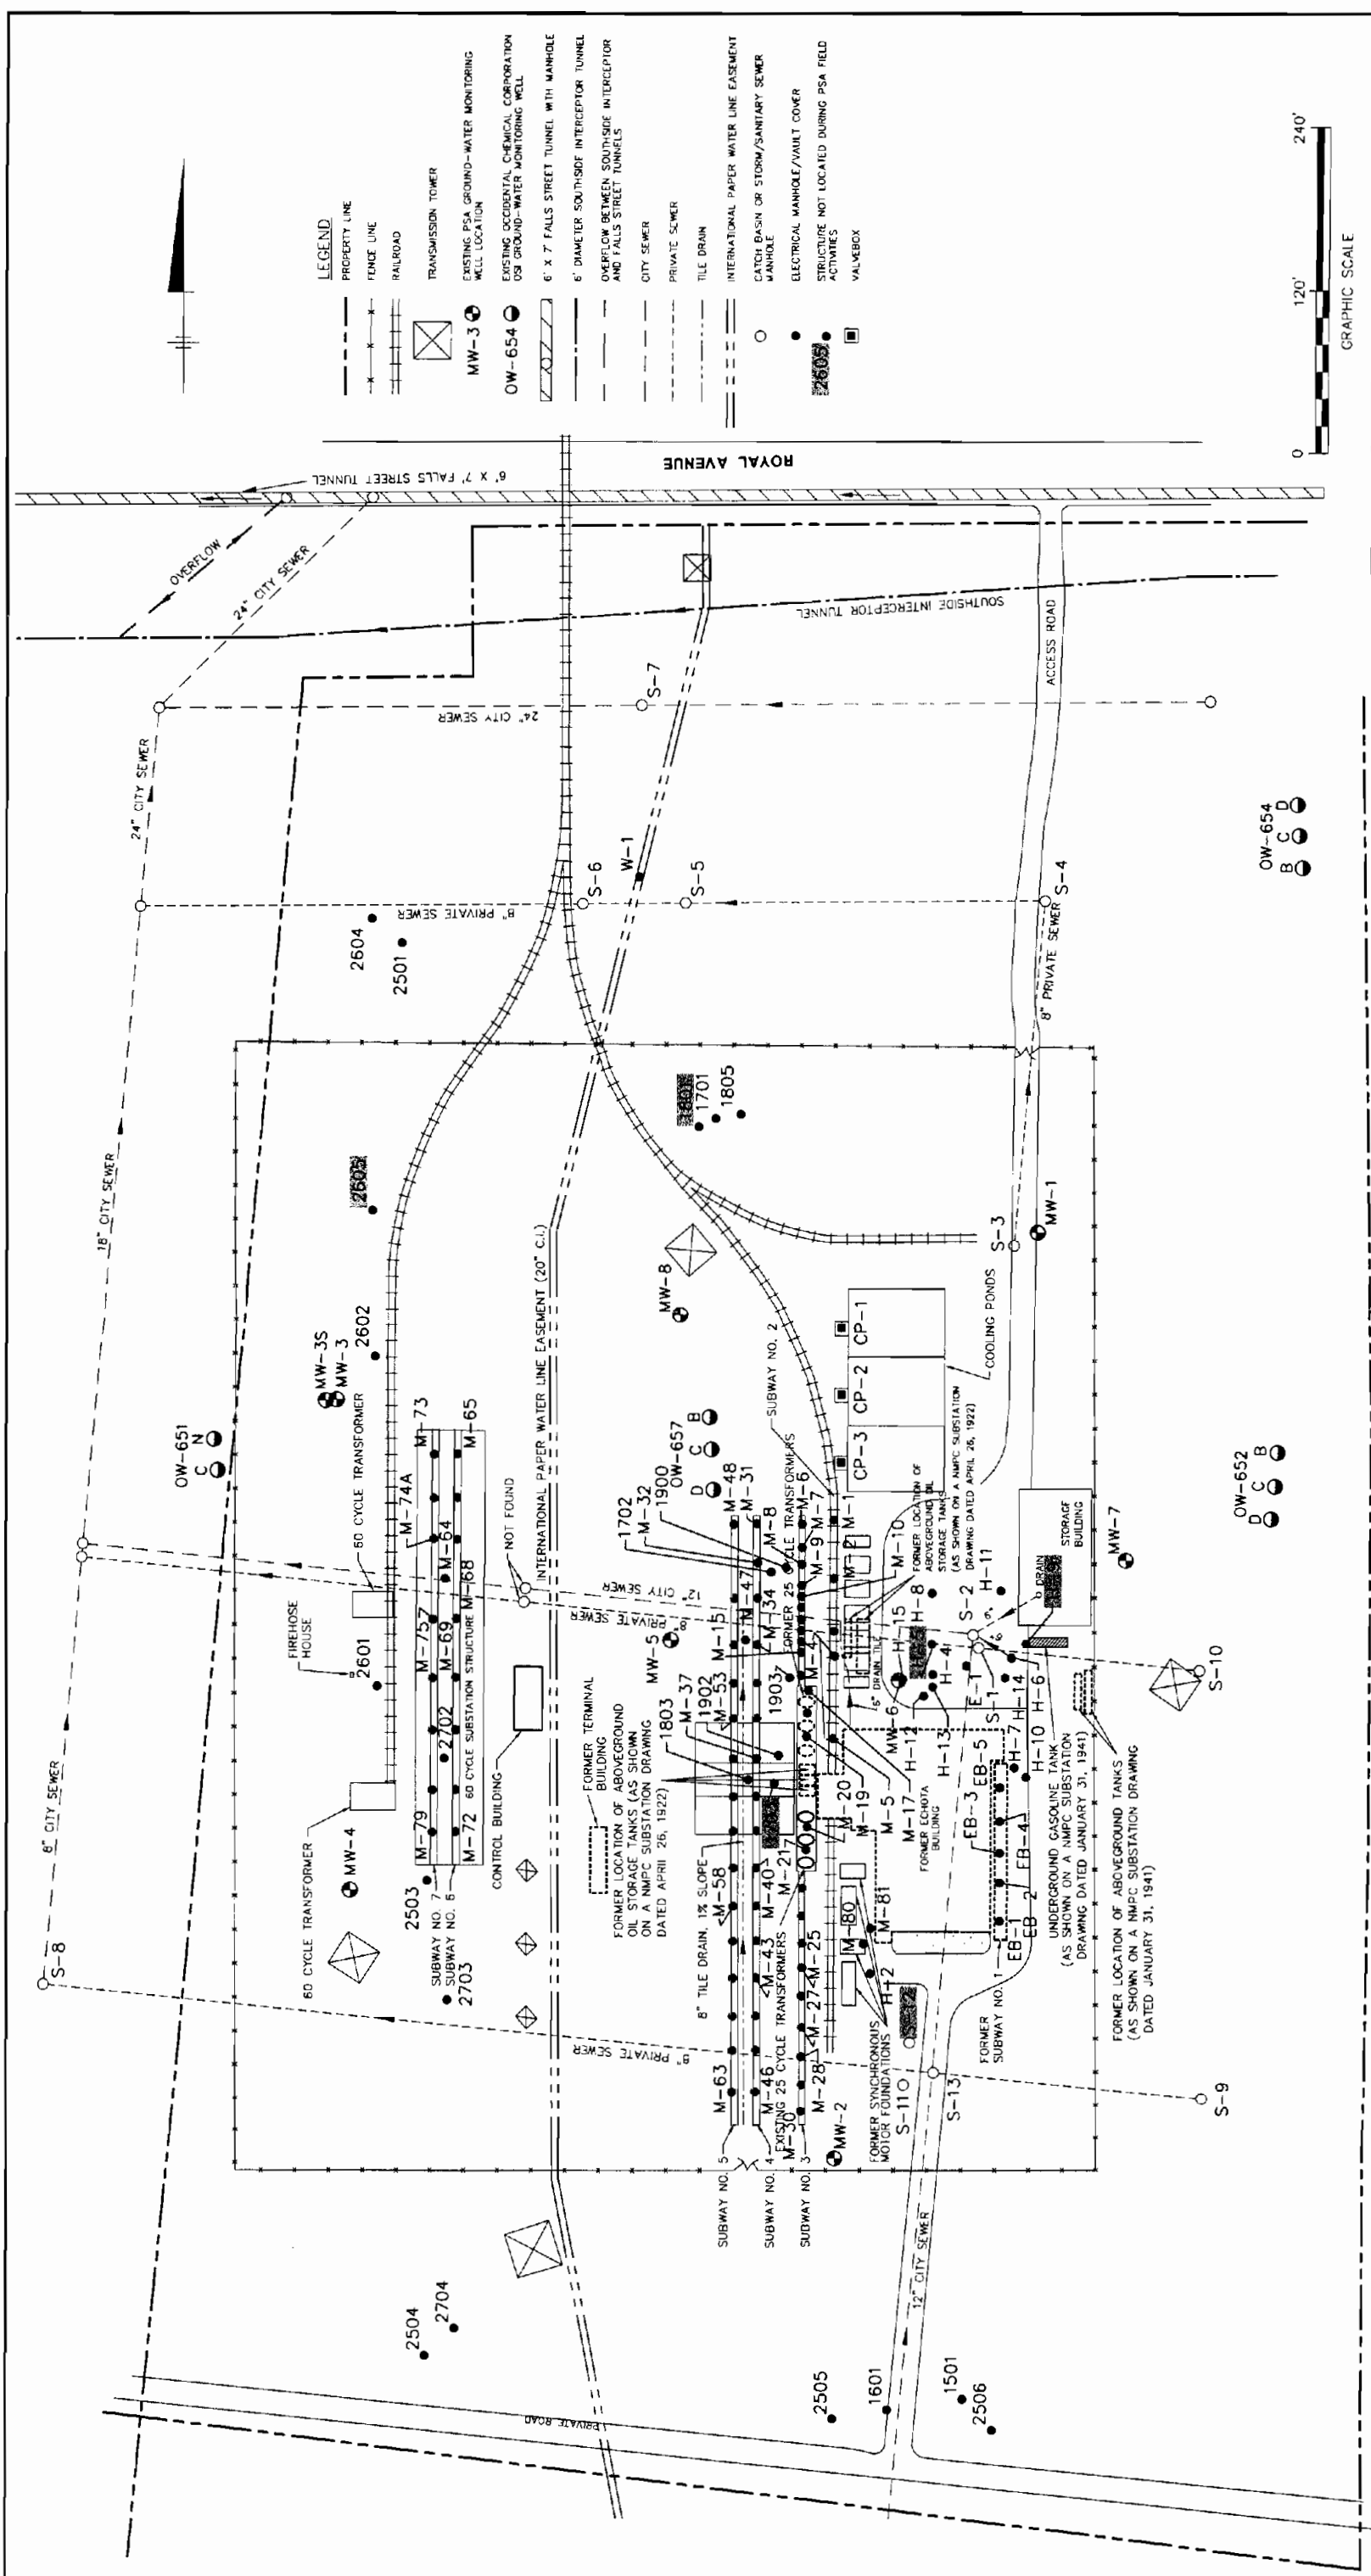 LEGEND
PROPERTY LINE
FENCE LINE
RAILROAD
TRANSMISSION TOWER
MW-3
EXISTING PSA GROUND-WATER MONITORING
WELL LOCATION
OW-654
EXISTING OCCIDENTAL CHEMICAL CORPORATION
OSI GROUND-WATER MONITORING WELL
6' X 7' FALLS STREET TUNNEL WITH MANHOLE
6' DIAMETER SOUTHSIDE INTERCEPTOR TUNNEL
OVERFLOW BETWEEN SOUTHSIDE INTERCEPTOR
AND FALLS STREET TUNNELS
CITY SEWER
PRIVATE SEWER
TILE DRAIN
INTERNATIONAL PAPER WATER LINE EASEMENT
CATCH BASIN OR STORM/SANITARY SEWER
MANHOLE
ELECTRICAL MANHOLE/VAULT COVER
2605
STRUCTURE NOT LOCATED DURING PSA FIELD
ACTIVITIES
VALVEBOX
0
120'
240'
GRAPHIC SCALE
ROYAL AVENUE
6' X 7' FALLS STREET TUNNEL
OVERFLOW
24" CITY SEWER
SOUTHSIDE INTERCEPTOR TUNNEL
ACCESS ROAD
24" CITY SEWER
S-7
24" CITY SEWER
8" PRIVATE SEWER
S-6
W-1
S-5
S-4
2604
2501
OW-654
B
C
D
8" PRIVATE SEWER
18" CITY SEWER
2605
1801
1701
1805
S-3
MW-1
MW-8
INTERNATIONAL PAPER WATER LINE EASEMENT (20" C.I.)
2602
MW-3S
MW-3
OW-651
C
N
60 CYCLE TRANSFORMER
M-73
M-65
M-74A
M-64
M-68
M-75
M-69
2702
M-79
M-72
60 CYCLE SUBSTATION STRUCTURE
FIREHOSE
HOUSE
2601
60 CYCLE TRANSFORMER
MW-4
2503
SUBWAY NO. 7
SUBWAY NO. 6
2703
CONTROL BUILDING
NOT FOUND
12" CITY SEWER
8" PRIVATE SEWER
8" CITY SEWER
S-8
8" PRIVATE SEWER
FORMER TERMINAL
BUILDING
FORMER LOCATION OF ABOVEGROUND
OIL STORAGE TANKS (AS SHOWN
ON A NMPC SUBSTATION DRAWING
DATED APRIL 26, 1922)
MW-5
OW-657
D
C
B
1702
M-32
1900
M-48
M-31
M-8
M-6
M-7
M-9
M-1
M-2
M-10
M-47
M-34
M-15
M-4
M-37
M-53
1902
1803
1903
FORMER 25 CYCLE TRANSFORMERS
SUBWAY NO. 2
CP-1
CP-2
CP-3
COOLING PONDS
FORMER LOCATION OF
ABOVEGROUND OIL
STORAGE TANKS
(AS SHOWN ON A NMPC SUBSTATION
DRAWING DATED APRIL 26, 1922)
6" DRAIN TILE
STORAGE
BUILDING
DRAIN
MW-7
OW-652
D
C
B
H-11
S-2
H-8
H-15
H-4
MW-6
H-12
H-13
E-1
S-1
H-14
H-6
H-7
H-10
S-10
EB-5
EB-3
EB-4
EB-2
EB-1
FORMER ECHOTA
BUILDING
M-17
M-5
M-19
M-20
M-21
M-40
M-58
8" TILE DRAIN, 1% SLOPE
M-43
M-25
M-27
M-28
M-80
M-81
H-2
M-63
M-46
M-30
EXISTING 25 CYCLE TRANSFORMERS
SUBWAY NO. 5
SUBWAY NO. 4
SUBWAY NO. 3
MW-2
FORMER SYNCHRONOUS
MOTOR FOUNDATIONS
S-11
S-12
S-13
FORMER
SUBWAY NO. 1
UNDERGROUND GASOLINE TANK
(AS SHOWN ON A NMPC SUBSTATION
DRAWING DATED JANUARY 31, 1941)
FORMER LOCATION OF ABOVEGROUND TANKS
(AS SHOWN ON A NMPC SUBSTATION DRAWING
DATED JANUARY 31, 1941)
S-9
12" CITY SEWER
2504
2704
PRIVATE ROAD
2505
1601
1501
2506